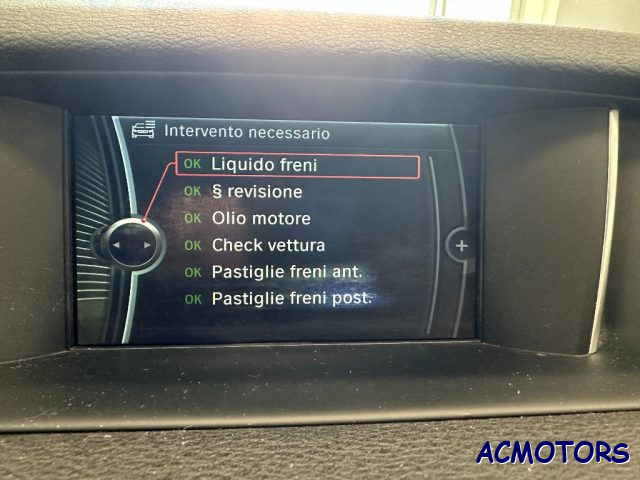 Intervento necessario
OK Liquido freni
OK § revisione
OK Olio motore
OK Check vettura
OK Pastiglie freni ant.
OK Pastiglie freni post.
+
ACMOTORS